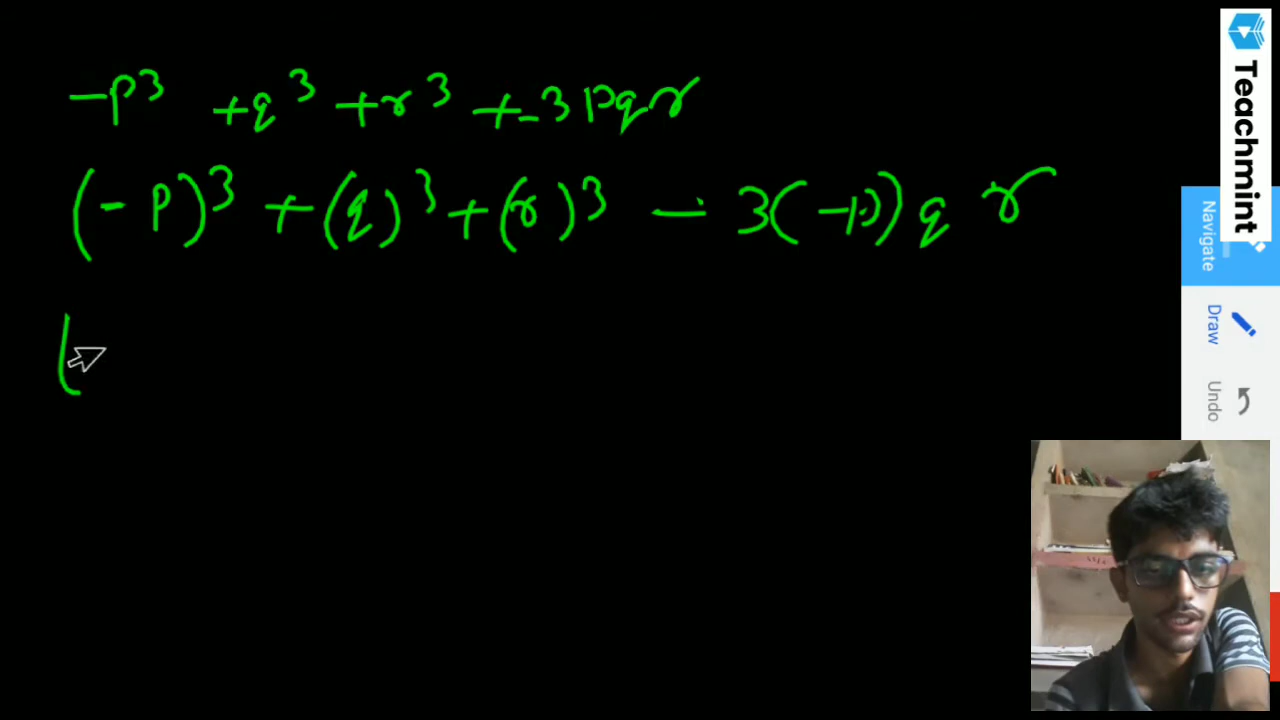 -p³ +q³ +r³ +-3pqr
(-p)³ +(q)³ +(r)³ - 3(-p)q r
(
Teachmint
Navigate
Draw
Undo